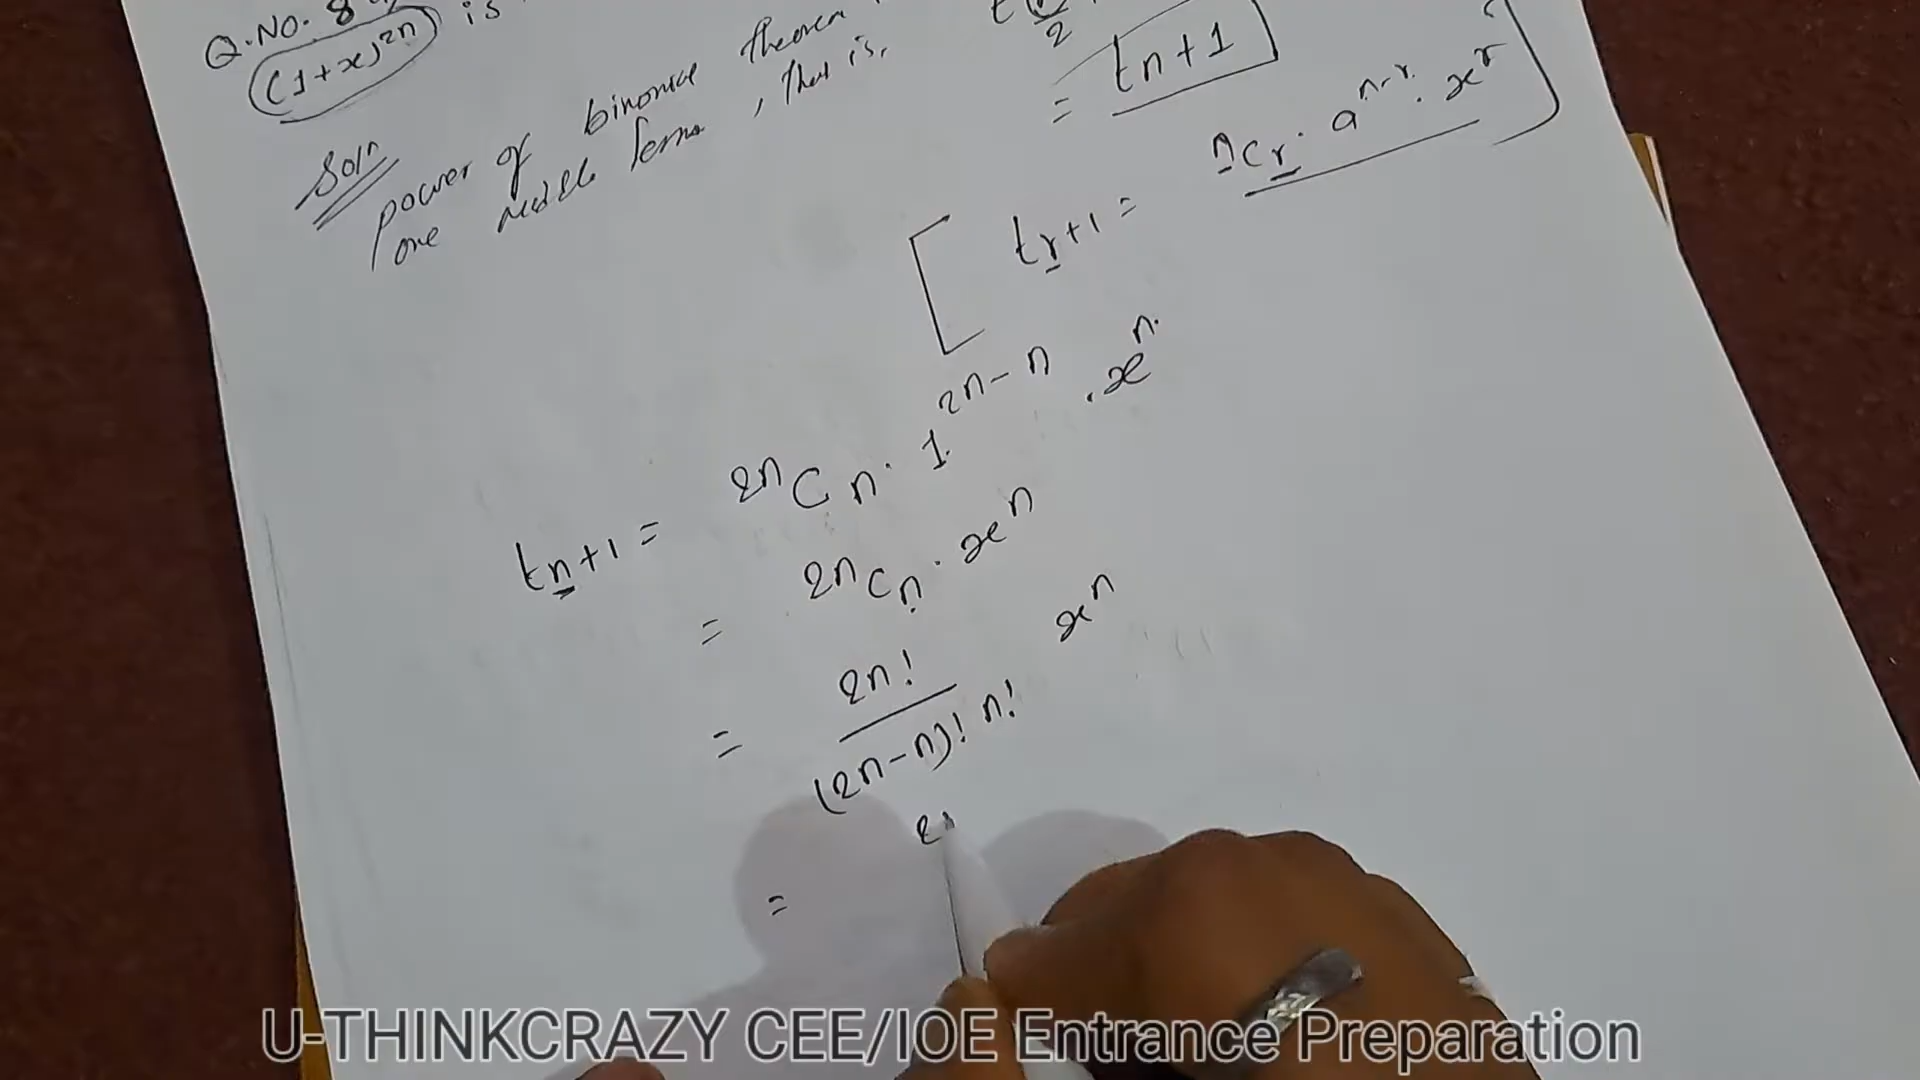 Q.NO. 8
(1+x)^2n is
Soln
power of binomial theorem
one middle term, that is,
= tn+1
[ tr+1 = nCr. a^n-r. x^r ]
tn+1 = 2nCn. 1^2n-n . x^n.
= 2nCn. x^n
= 2n! / (2n-n)! n! x^n
= 2
U-THINKCRAZY CEE/IOE Entrance Preparation